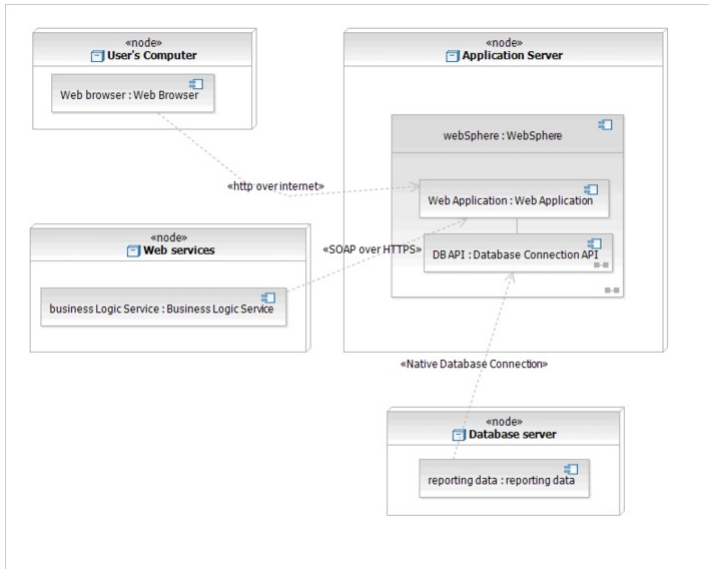 «node»
User's Computer
Web browser : Web Browser
«node»
Application Server
webSphere : WebSphere
«http over internet»
Web Application : Web Application
«node»
Web services
«SOAP over HTTPS»
DB API : Database Connection API
business Logic Service : Business Logic Service
«Native Database Connection»
«node»
Database server
reporting data : reporting data